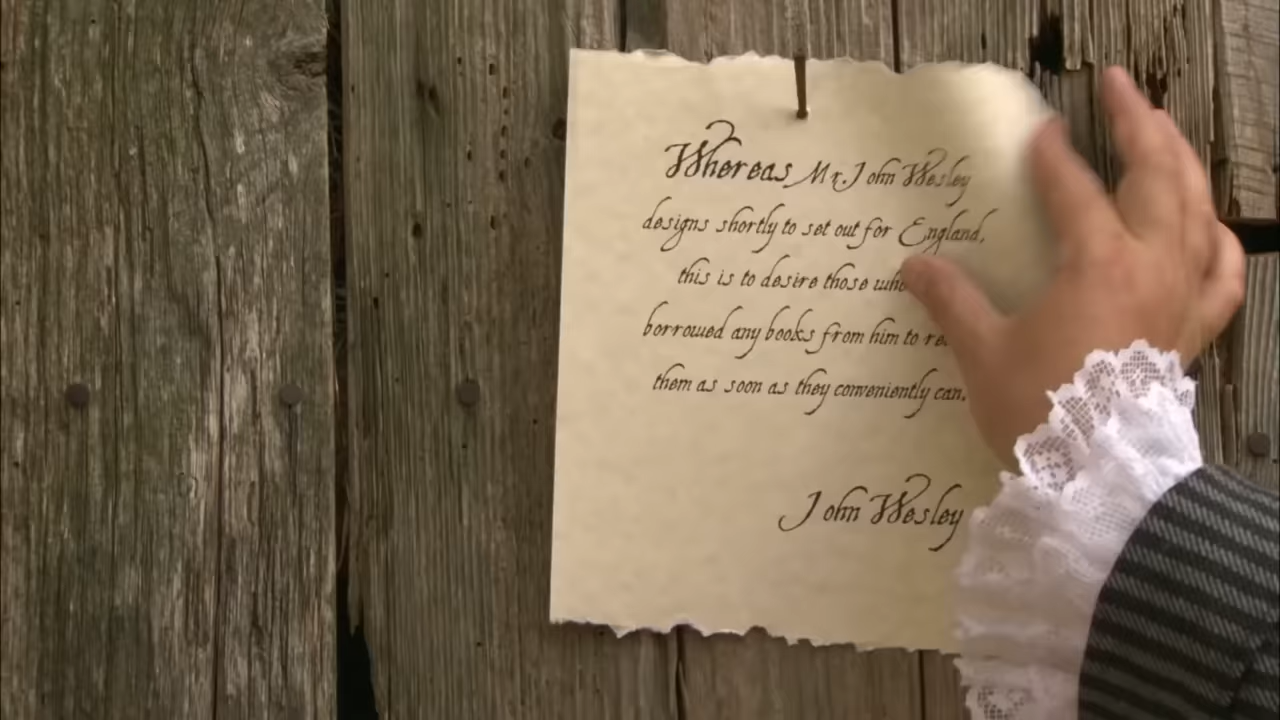 Whereas Mr. John Wesley
designs shortly to set out for England,
this is to desire those who
borrowed any books from him to
them as soon as they conveniently can.
John Wesley